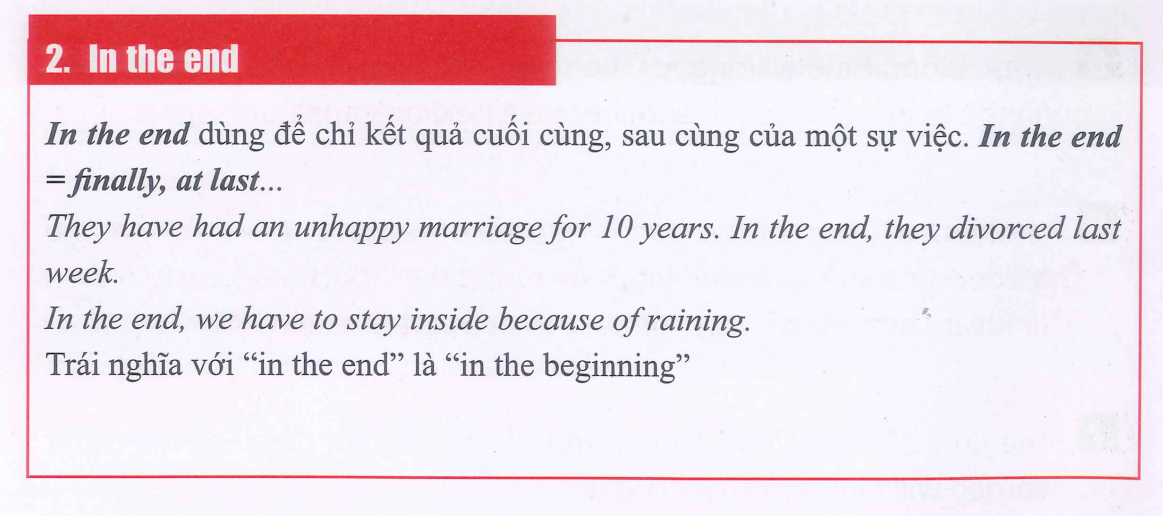 2. In the end
In the end dùng để chỉ kết quả cuối cùng, sau cùng của một sự việc. In the end
= finally, at last...
They have had an unhappy marriage for 10 years. In the end, they divorced last
week.
In the end, we have to stay inside because of raining.
Trái nghĩa với “in the end” là “in the beginning”